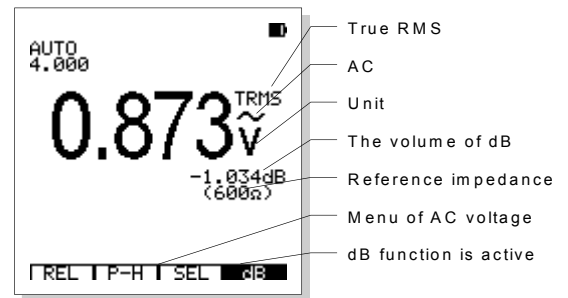 AUTO
4.000
0.873 TRMS
~
V
-1.034dB
(600Ω)
REL P-H SEL dB
True RMS
AC
Unit
The volume of dB
Reference impedance
Menu of AC voltage
dB function is active